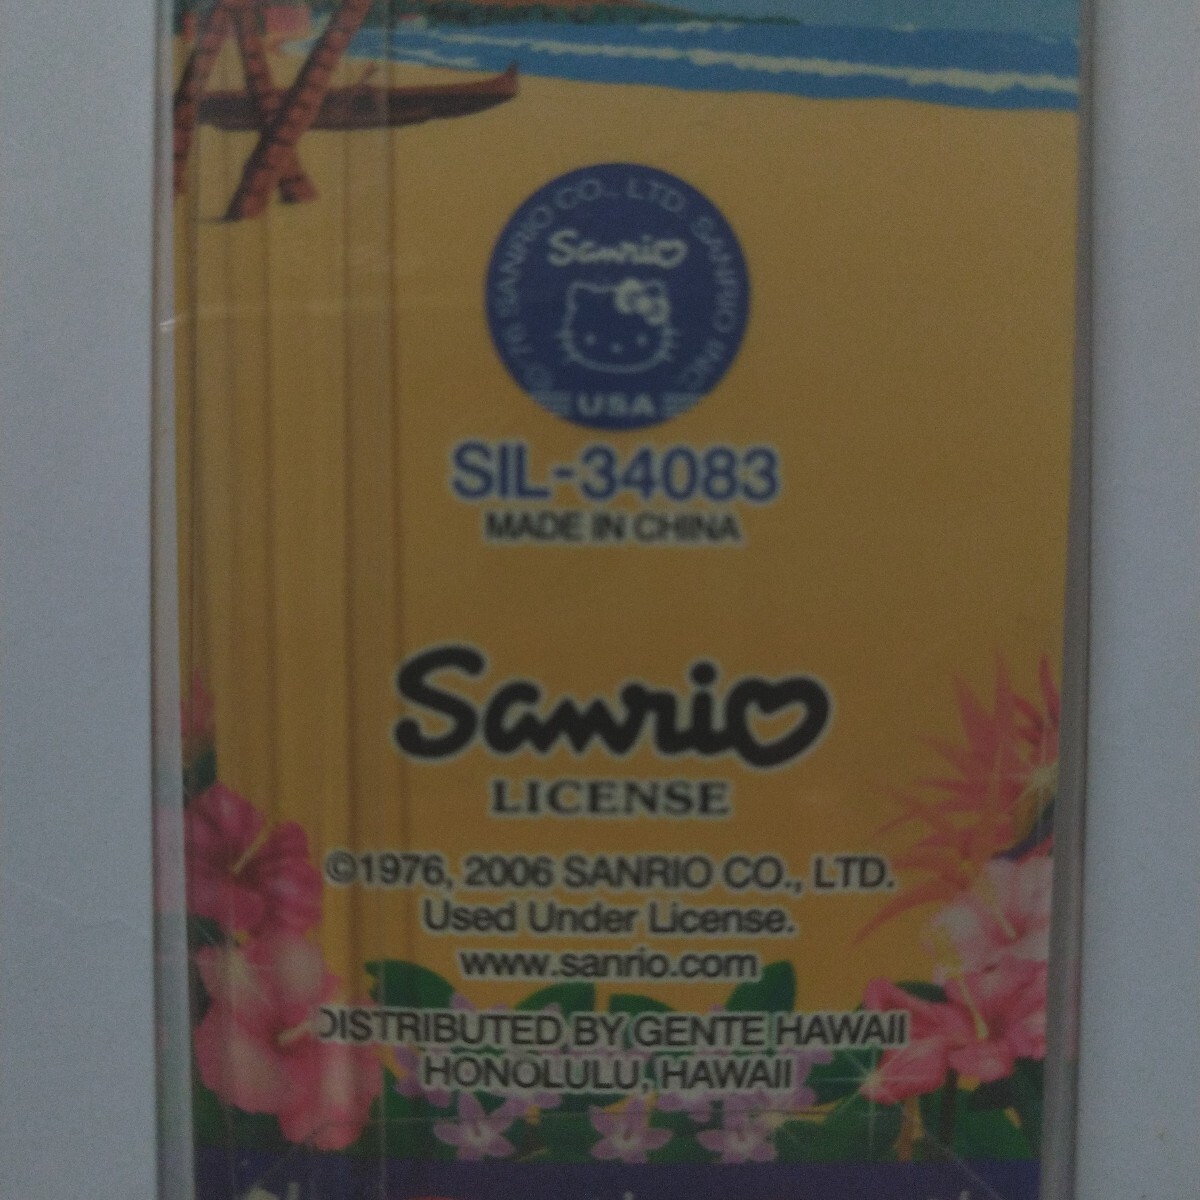 ©'76 SANRIO CO., LTD. SANRIO INC.
Sanrio
USA
SIL-34083
MADE IN CHINA
Sanrio
LICENSE
©1976, 2006 SANRIO CO., LTD.
Used Under License.
www.sanrio.com
DISTRIBUTED BY GENTE HAWAII
HONOLULU, HAWAII